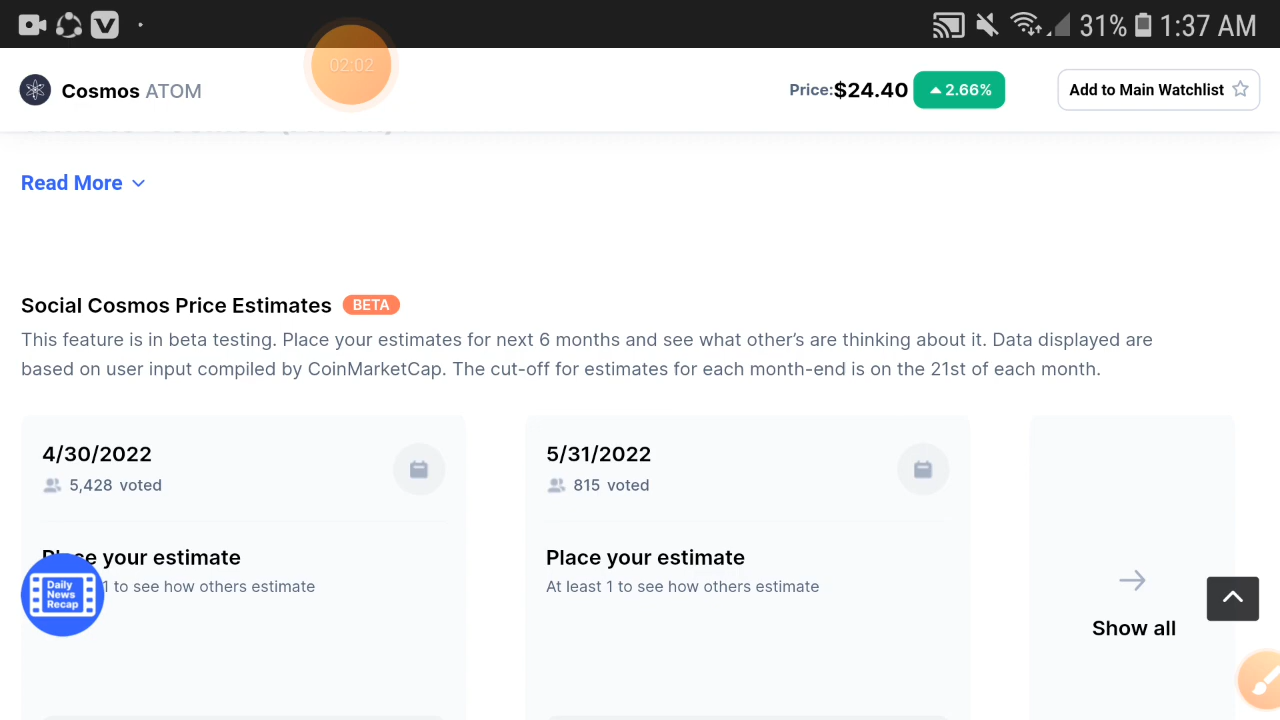 31% 1:37 AM
02:02
Cosmos ATOM
Price:$24.40 2.66%
Add to Main Watchlist
Read More
Social Cosmos Price Estimates BETA
This feature is in beta testing. Place your estimates for next 6 months and see what other's are thinking about it. Data displayed are
based on user input compiled by CoinMarketCap. The cut-off for estimates for each month-end is on the 21st of each month.
4/30/2022
5,428 voted
Place your estimate
1 to see how others estimate
5/31/2022
815 voted
Place your estimate
At least 1 to see how others estimate
Show all
Daily
News
Recap